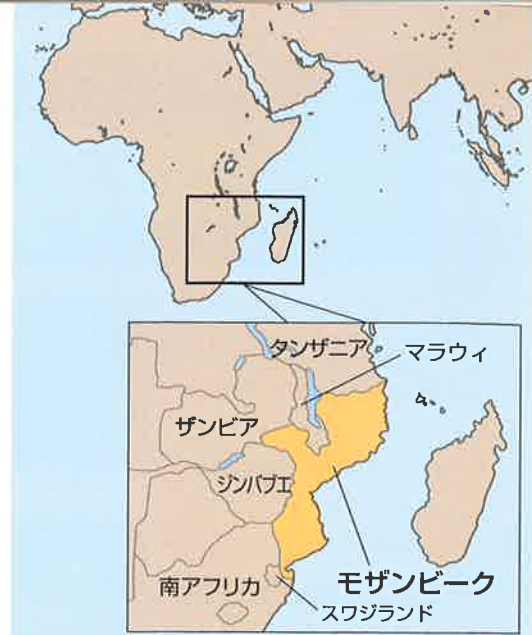 タンザニア
マラウィ
ザンビア
ジンバブエ
モザンビーク
南アフリカ
スワジランド